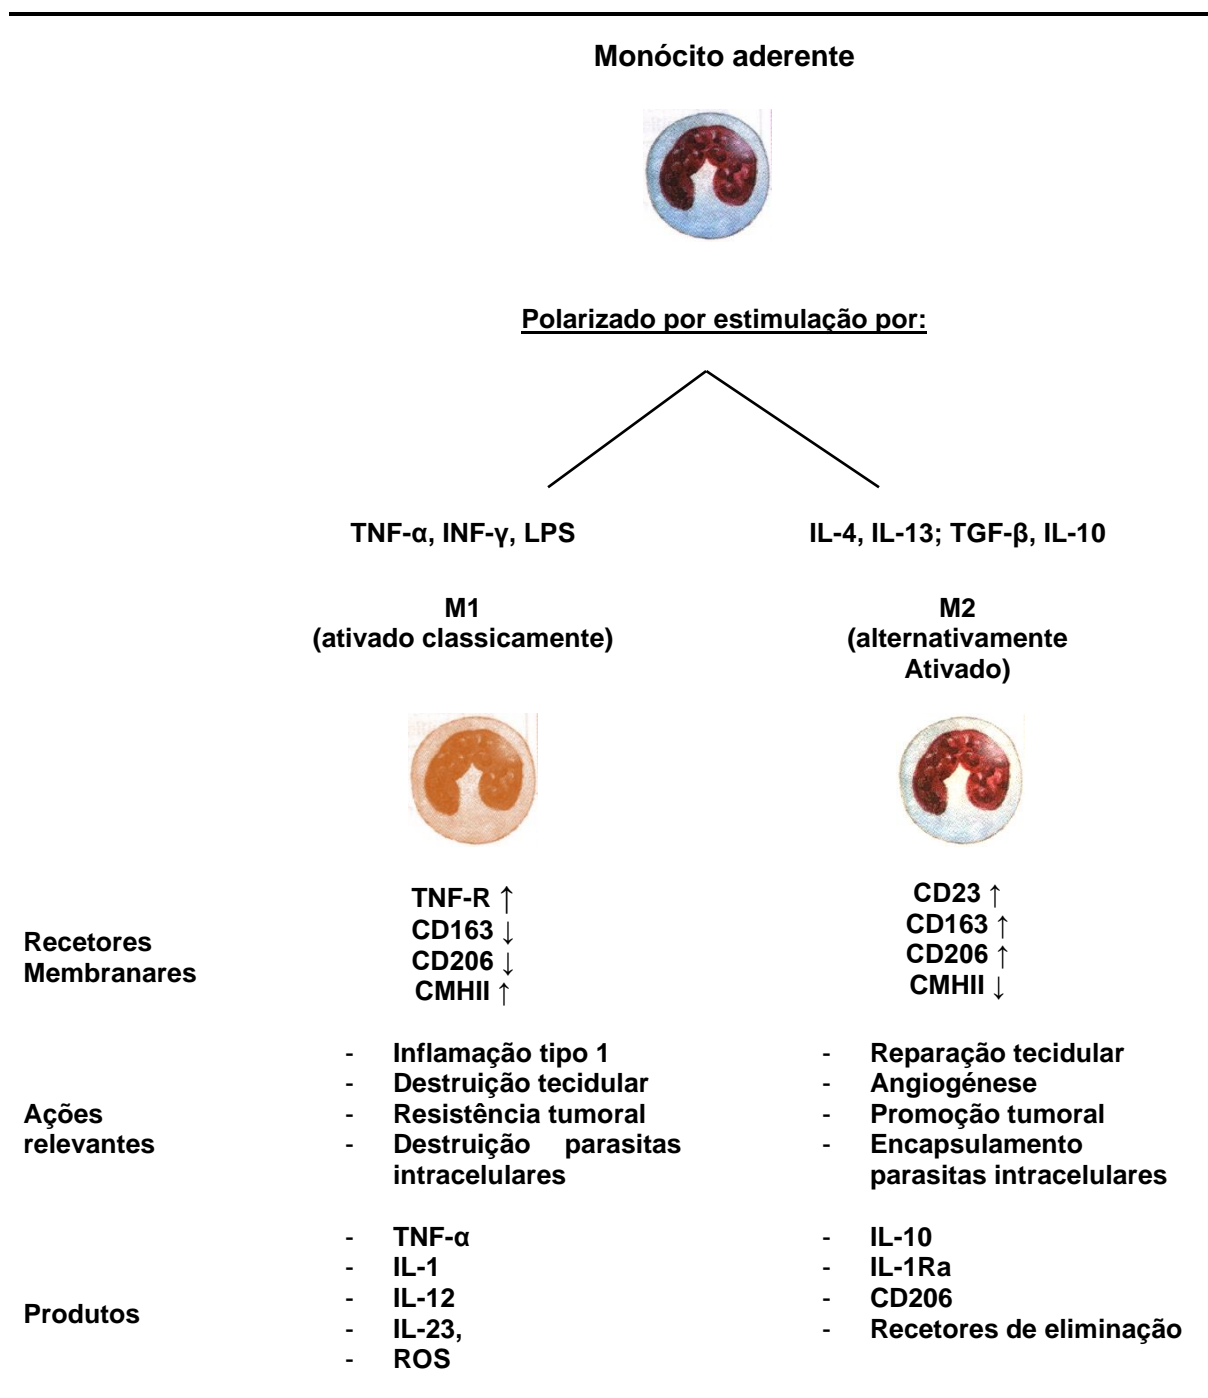 Monócito aderente
Polarizado por estimulação por:
TNF-α, INF-γ, LPS
IL-4, IL-13; TGF-β, IL-10
M1
(ativado classicamente)
M2
(alternativamente
Ativado)
Recetores
Membranares
TNF-R ↑
CD163 ↓
CD206 ↓
CMHII ↑
CD23 ↑
CD163 ↑
CD206 ↑
CMHII ↓
Ações
relevantes
- Inflamação tipo 1
- Destruição tecidular
- Resistência tumoral
- Destruição parasitas
intracelulares
- Reparação tecidular
- Angiogénese
- Promoção tumoral
- Encapsulamento
parasitas intracelulares
Produtos
- TNF-α
- IL-1
- IL-12
- IL-23,
- ROS
- IL-10
- IL-1Ra
- CD206
- Recetores de eliminação